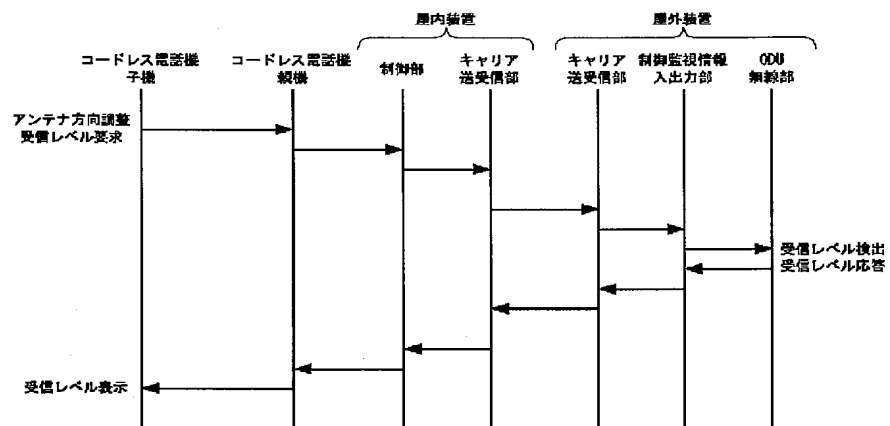 屋内装置
屋外装置
コードレス電話機
子機
コードレス電話機
親機
制御部
キャリア
送受信部
キャリア
送受信部
制御監視情報
入出力部
ODU
無線部
アンテナ方向調整
受信レベル要求
受信レベル検出
受信レベル応答
受信レベル表示